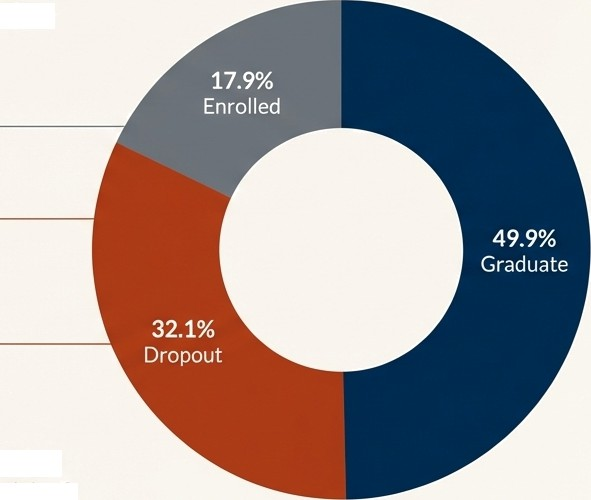 17.9%
Enrolled
49.9%
Graduate
32.1%
Dropout